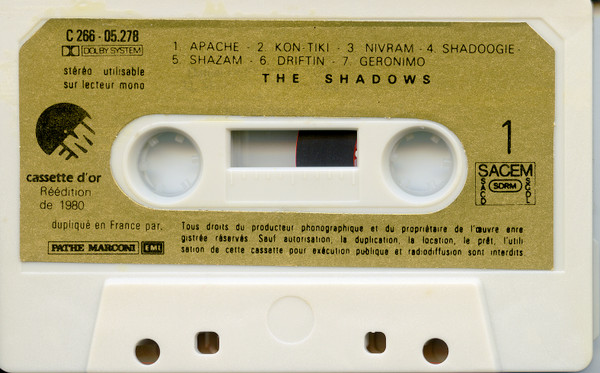 C 266 - 05.278
DOLBY SYSTEM
stéréo utilisable
sur lecteur mono
1. APACHE - 2. KON-TIKI - 3 NIVRAM - 4. SHADOOGIE -
5. SHAZAM - 6. DRIFTIN - 7. GERONIMO
THE SHADOWS
EMI
cassette d'or
Réédition
de 1980
dupliqué en France par.
PATHE MARCONI EMI
1
SACEM
SACD SDRM SGDL
Tous droits du producteur phonographique et du propriétaire de l'œuvre enre
gistrée réservés Sauf autorisation, la duplication, la location, le prêt, l'utili
sation de cette cassette pour exécution publique et radiodiffusion sont interdits.